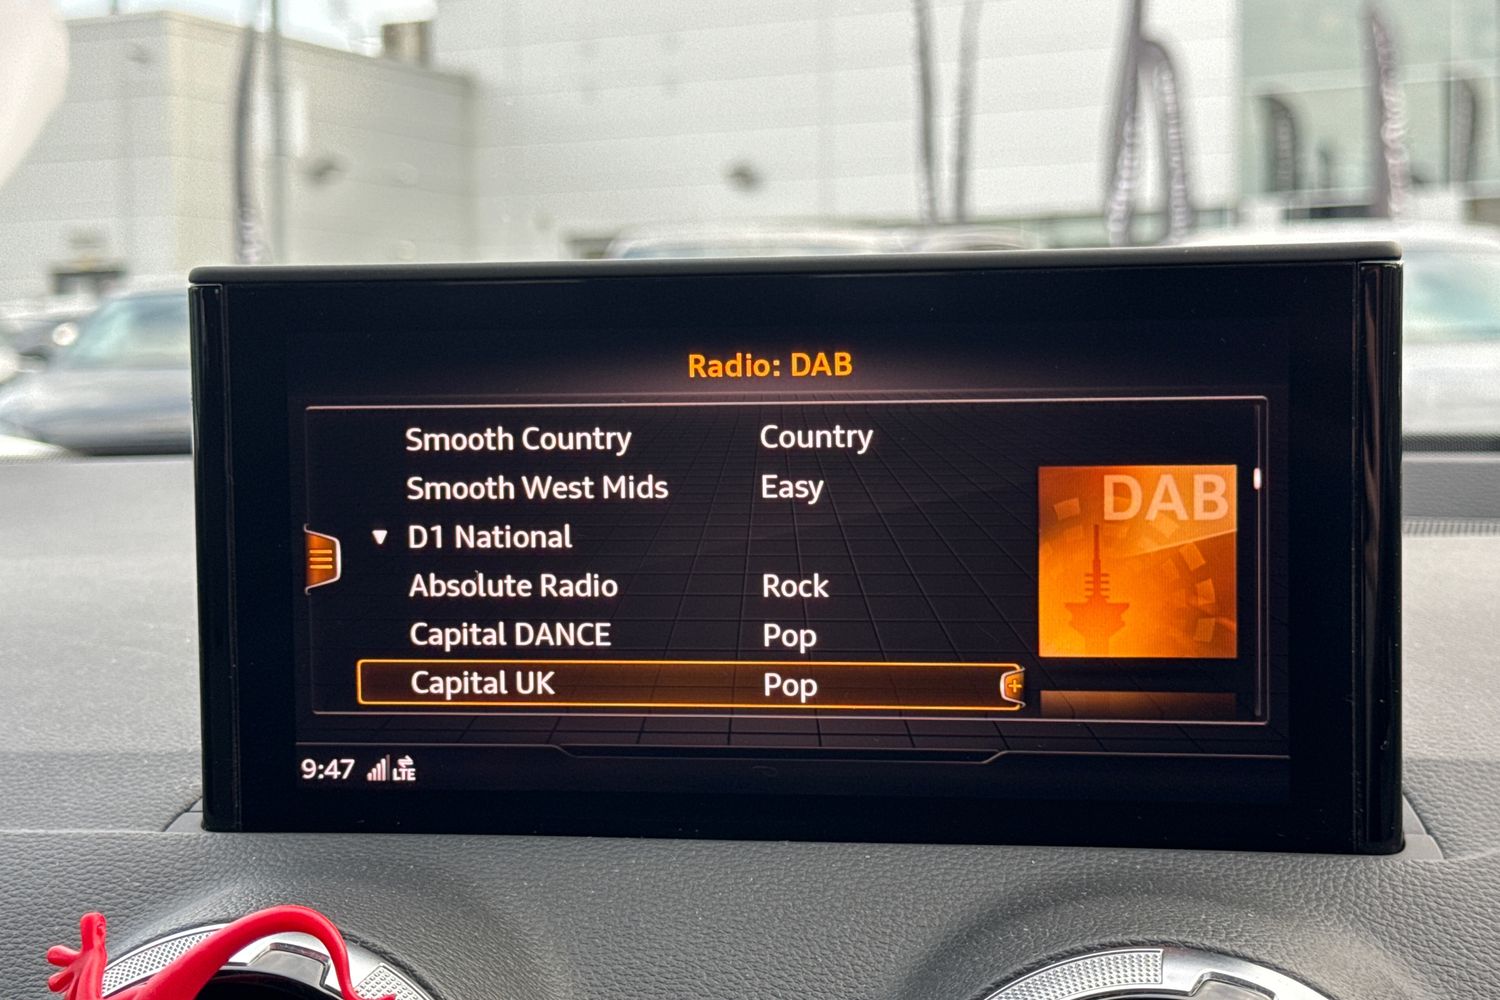 Radio: DAB
Smooth Country Country
Smooth West Mids Easy
▼ D1 National
Absolute Radio Rock
Capital DANCE Pop
Capital UK Pop
DAB
9:47 LTE